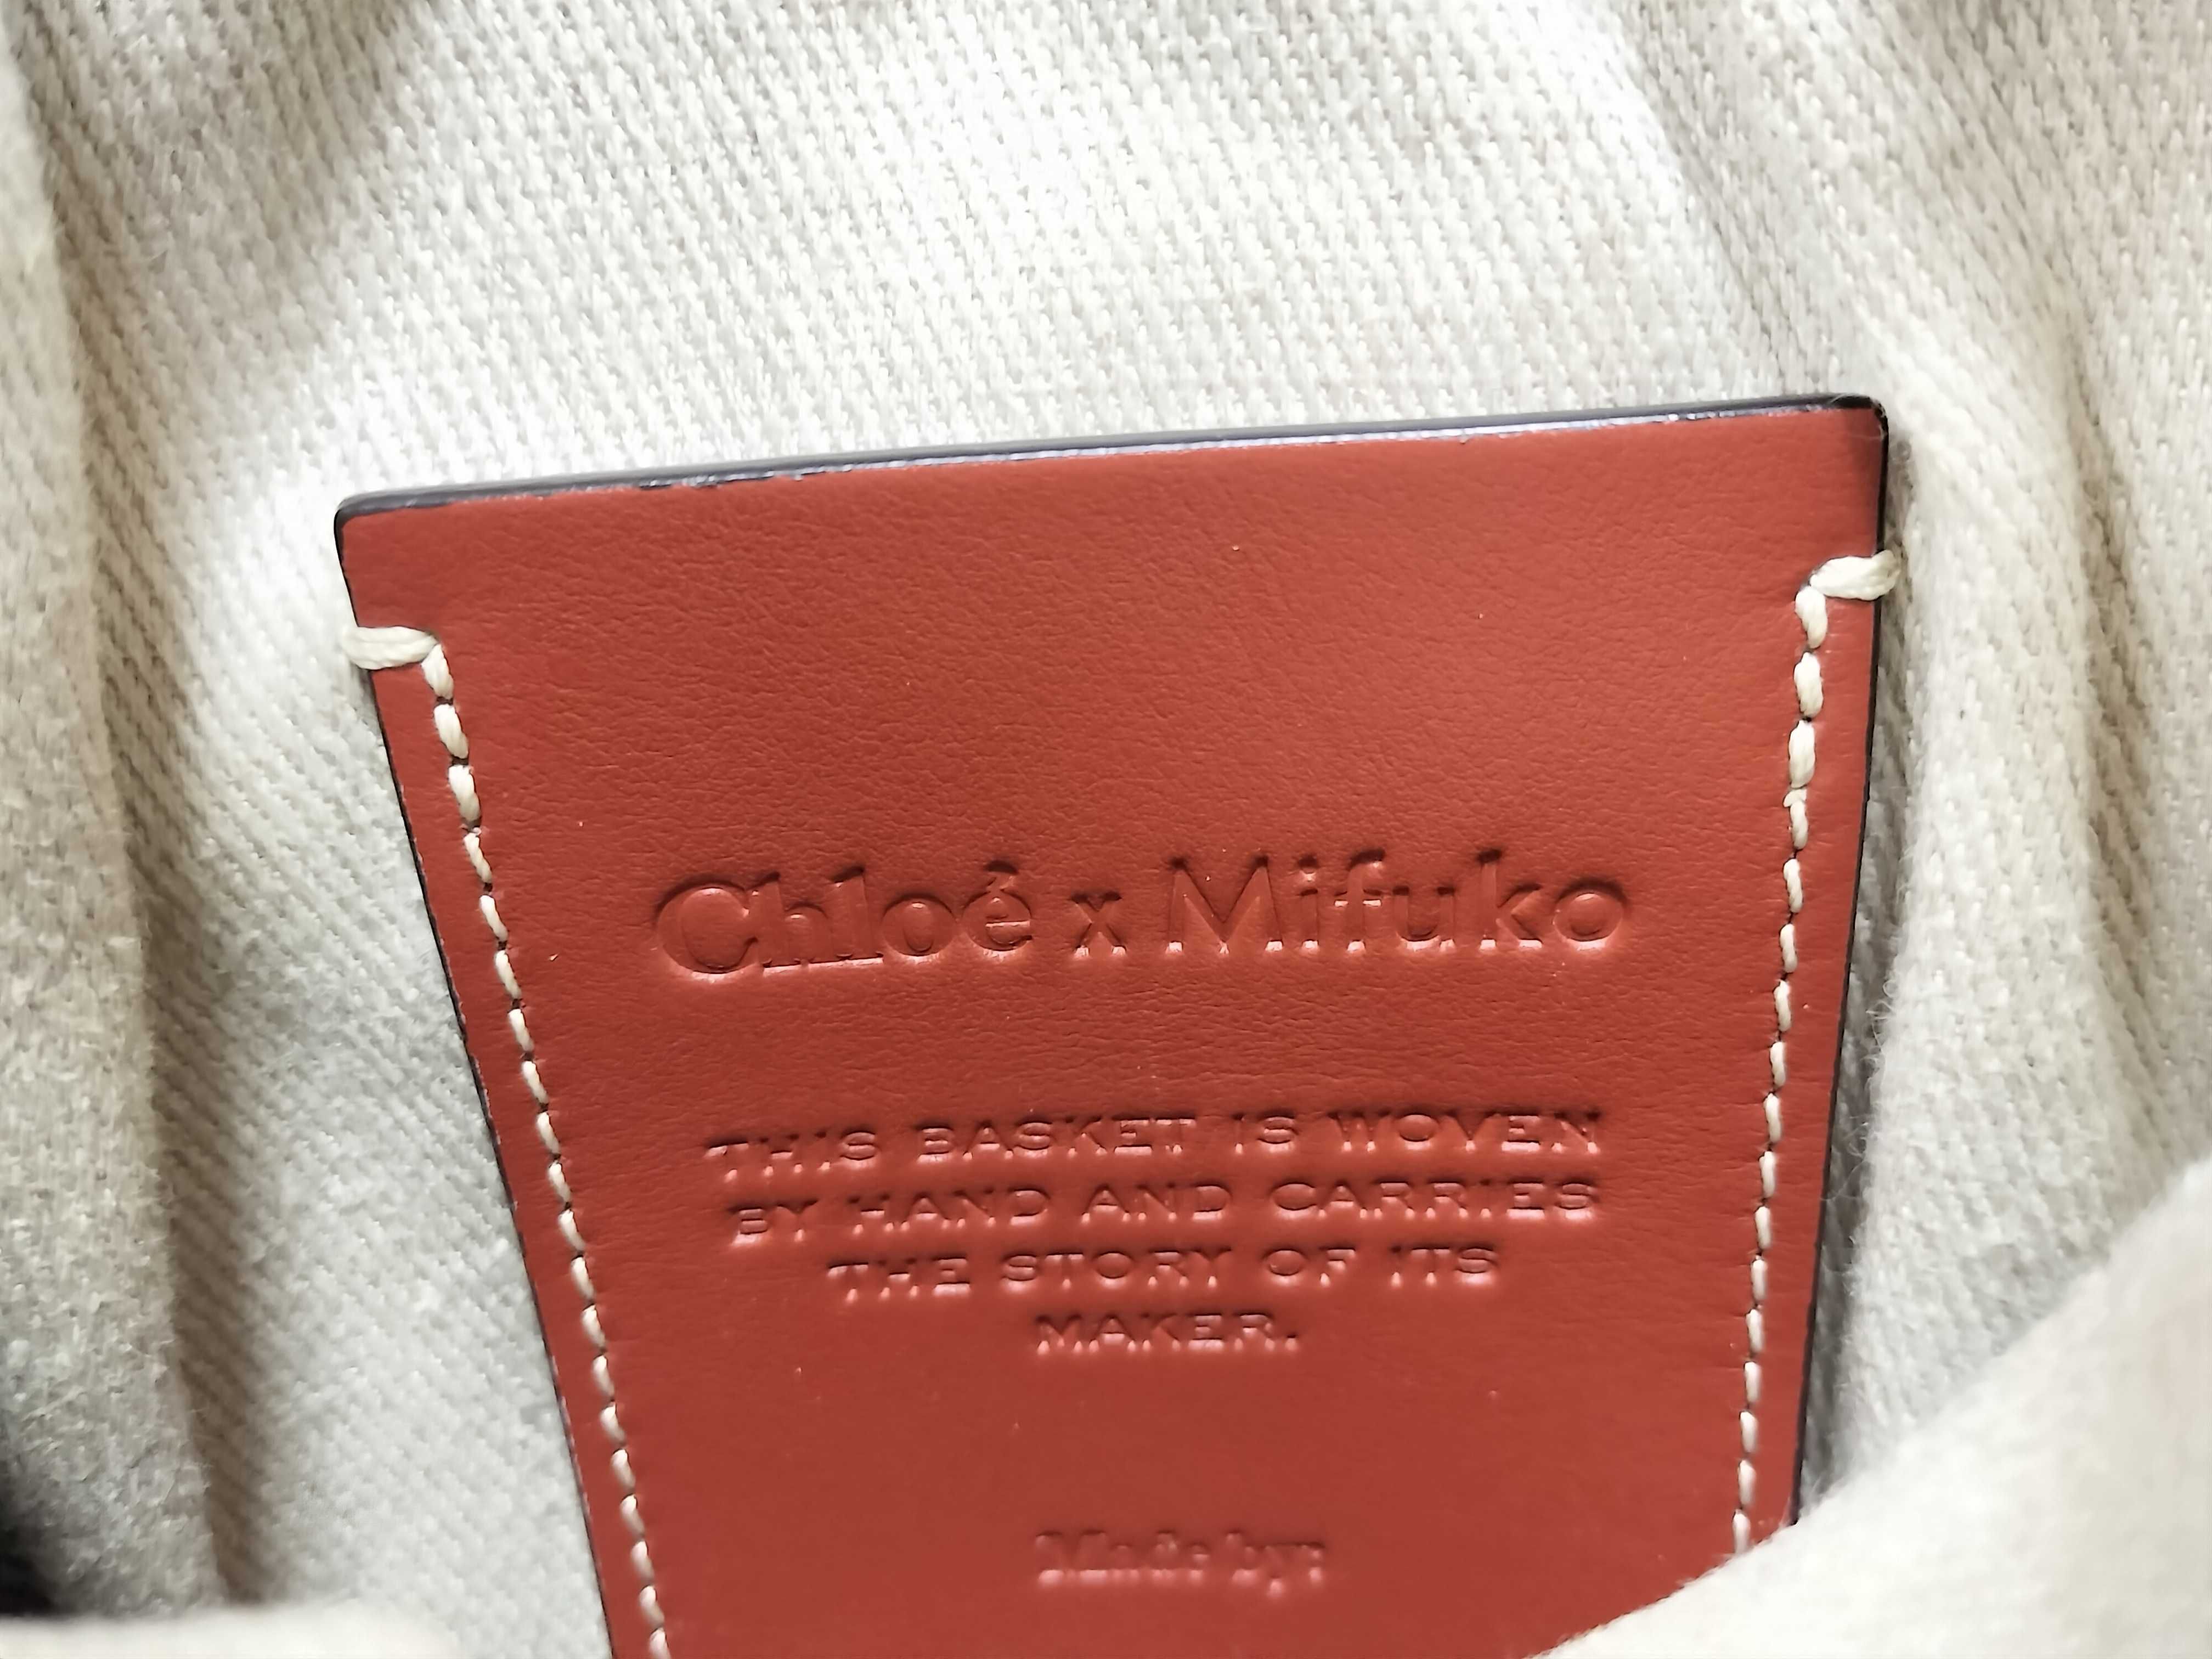 Chloé x Mifuko
THIS BASKET IS WOVEN
BY HAND AND CARRIES
THE STORY OF ITS
MAKER.
Made by: